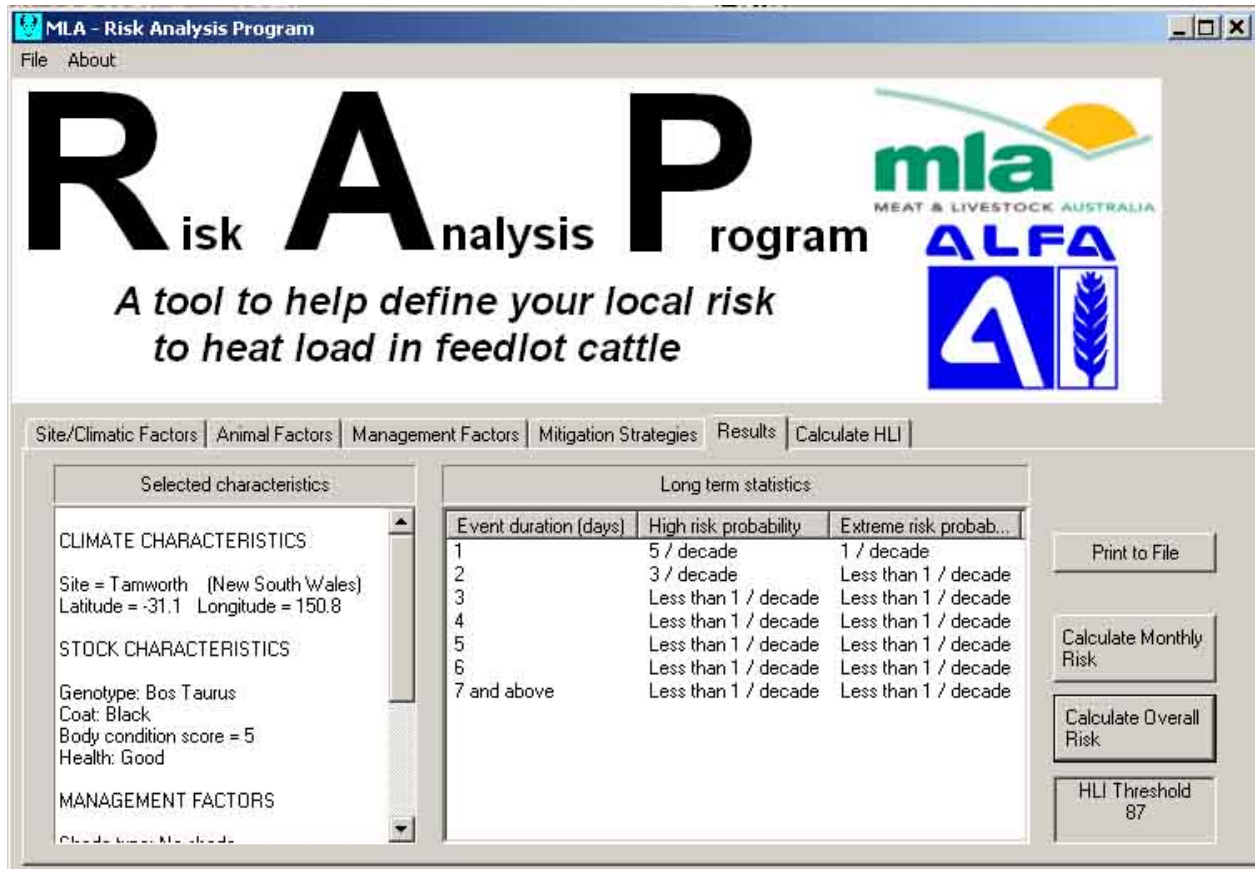 MLA - Risk Analysis Program
File About
Risk Analysis Program
A tool to help define your local risk
to heat load in feedlot cattle
mla
MEAT & LIVESTOCK AUSTRALIA
ALFA
Site/Climatic Factors Animal Factors Management Factors Mitigation Strategies Results Calculate HLI
Selected characteristics
CLIMATE CHARACTERISTICS
Site = Tamworth (New South Wales)
Latitude = -31.1 Longitude = 150.8
STOCK CHARACTERISTICS
Genotype: Bos Taurus
Coat: Black
Body condition score = 5
Health: Good
MANAGEMENT FACTORS
Shade type: No shade
Long term statistics
Event duration (days) High risk probability Extreme risk probab...
1 5 / decade 1 / decade
2 3 / decade Less than 1 / decade
3 Less than 1 / decade Less than 1 / decade
4 Less than 1 / decade Less than 1 / decade
5 Less than 1 / decade Less than 1 / decade
6 Less than 1 / decade Less than 1 / decade
7 and above Less than 1 / decade Less than 1 / decade
Print to File
Calculate Monthly
Risk
Calculate Overall
Risk
HLI Threshold
87